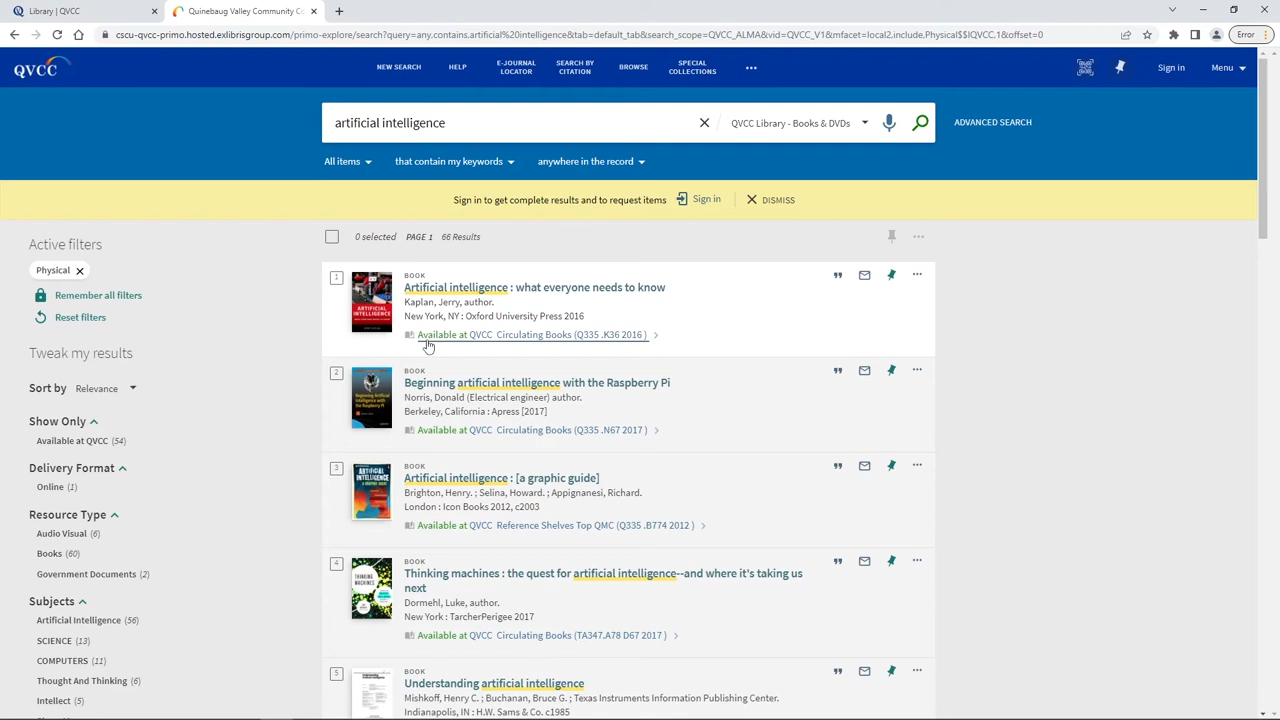 Library | QVCC
Quinebaug Valley Community Co
cscu-qvcc-primo.hosted.exlibrisgroup.com/primo-explore/search?query=any,contains,artificial%20intelligence&tab=default_tab&search_scope=QVCC_ALMA&vid=QVCC_V1&mfacet=local2,include,Physical$$IQVCC,1&offset=0
Error
QVCC
NEW SEARCH
HELP
E-JOURNAL
LOCATOR
SEARCH BY
CITATION
BROWSE
SPECIAL
COLLECTIONS
Sign in
Menu
artificial intelligence
QVCC Library - Books & DVDs
ADVANCED SEARCH
All items
that contain my keywords
anywhere in the record
Sign in to get complete results and to request items
Sign in
DISMISS
Active filters
Physical
Remember all filters
Reset filters
Tweak my results
Sort by Relevance
Show Only
Available at QVCC (54)
Delivery Format
Online (1)
Resource Type
Audio Visual (6)
Books (60)
Government Documents (2)
Subjects
Artificial Intelligence (56)
SCIENCE (13)
COMPUTERS (11)
Thought And Thinking (6)
Intellect (5)
0 selected PAGE 1 66 Results
1
BOOK
Artificial intelligence : what everyone needs to know
Kaplan, Jerry, author.
New York, NY : Oxford University Press 2016
Available at QVCC Circulating Books (Q335 .K36 2016 )
2
BOOK
Beginning artificial intelligence with the Raspberry Pi
Norris, Donald (Electrical engineer) author.
Berkeley, California : Apress [2017]
Available at QVCC Circulating Books (Q335 .N67 2017 )
3
BOOK
Artificial intelligence : [a graphic guide]
Brighton, Henry. ; Selina, Howard. ; Appignanesi, Richard.
London : Icon Books 2012, c2003
Available at QVCC Reference Shelves Top QMC (Q335 .B774 2012 )
4
BOOK
Thinking machines : the quest for artificial intelligence--and where it's taking us
next
Dormehl, Luke, author.
New York : TarcherPerigee 2017
Available at QVCC Circulating Books (TA347.A78 D67 2017 )
5
BOOK
Understanding artificial intelligence
Mishkoff, Henry C. ; Buchanan, Bruce G. ; Texas Instruments Information Publishing Center.
Indianapolis, IN : H.W. Sams & Co. c1985